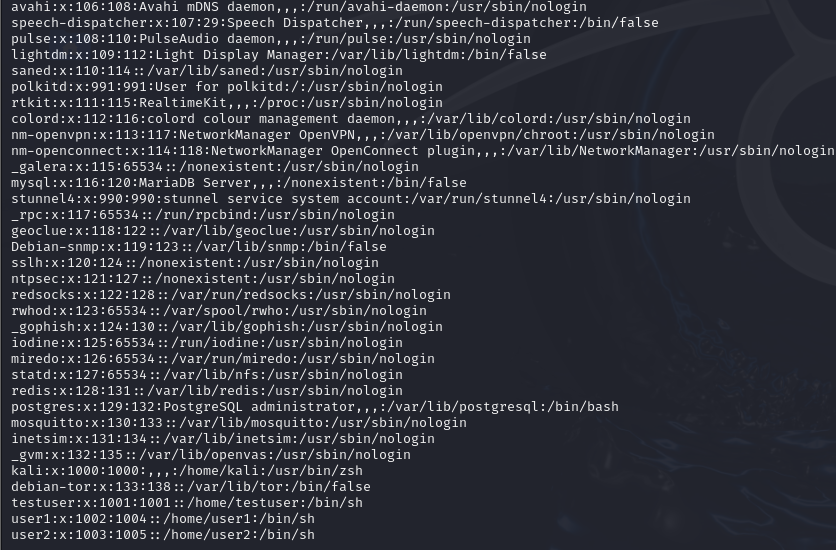 avahi:x:106:108:Avahi mDNS daemon,,,:/run/avahi-daemon:/usr/sbin/nologin
speech-dispatcher:x:107:29:Speech Dispatcher,,,:/run/speech-dispatcher:/bin/false
pulse:x:108:110:PulseAudio daemon,,,:/run/pulse:/usr/sbin/nologin
lightdm:x:109:112:Light Display Manager:/var/lib/lightdm:/bin/false
saned:x:110:114::/var/lib/saned:/usr/sbin/nologin
polkitd:x:991:991:User for polkitd:/:/usr/sbin/nologin
rtkit:x:111:115:RealtimeKit,,,:/proc:/usr/sbin/nologin
colord:x:112:116:colord colour management daemon,,,:/var/lib/colord:/usr/sbin/nologin
nm-openvpn:x:113:117:NetworkManager OpenVPN,,,:/var/lib/openvpn/chroot:/usr/sbin/nologin
nm-openconnect:x:114:118:NetworkManager OpenConnect plugin,,,:/var/lib/NetworkManager:/usr/sbin/nologin
_galera:x:115:65534::/nonexistent:/usr/sbin/nologin
mysql:x:116:120:MariaDB Server,,,:/nonexistent:/bin/false
stunnel4:x:990:990:stunnel service system account:/var/run/stunnel4:/usr/sbin/nologin
_rpc:x:117:65534::/run/rpcbind:/usr/sbin/nologin
geoclue:x:118:122::/var/lib/geoclue:/usr/sbin/nologin
Debian-snmp:x:119:123::/var/lib/snmp:/bin/false
sslh:x:120:124::/nonexistent:/usr/sbin/nologin
ntpsec:x:121:127::/nonexistent:/usr/sbin/nologin
redsocks:x:122:128::/var/run/redsocks:/usr/sbin/nologin
rwhod:x:123:65534::/var/spool/rwho:/usr/sbin/nologin
_gophish:x:124:130::/var/lib/gophish:/usr/sbin/nologin
iodine:x:125:65534::/run/iodine:/usr/sbin/nologin
miredo:x:126:65534::/var/run/miredo:/usr/sbin/nologin
statd:x:127:65534::/var/lib/nfs:/usr/sbin/nologin
redis:x:128:131::/var/lib/redis:/usr/sbin/nologin
postgres:x:129:132:PostgreSQL administrator,,,:/var/lib/postgresql:/bin/bash
mosquitto:x:130:133::/var/lib/mosquitto:/usr/sbin/nologin
inetsim:x:131:134::/var/lib/inetsim:/usr/sbin/nologin
_gvm:x:132:135::/var/lib/openvas:/usr/sbin/nologin
kali:x:1000:1000:,,,:/home/kali:/usr/bin/zsh
debian-tor:x:133:138::/var/lib/tor:/bin/false
testuser:x:1001:1001::/home/testuser:/bin/sh
user1:x:1002:1004::/home/user1:/bin/sh
user2:x:1003:1005::/home/user2:/bin/sh